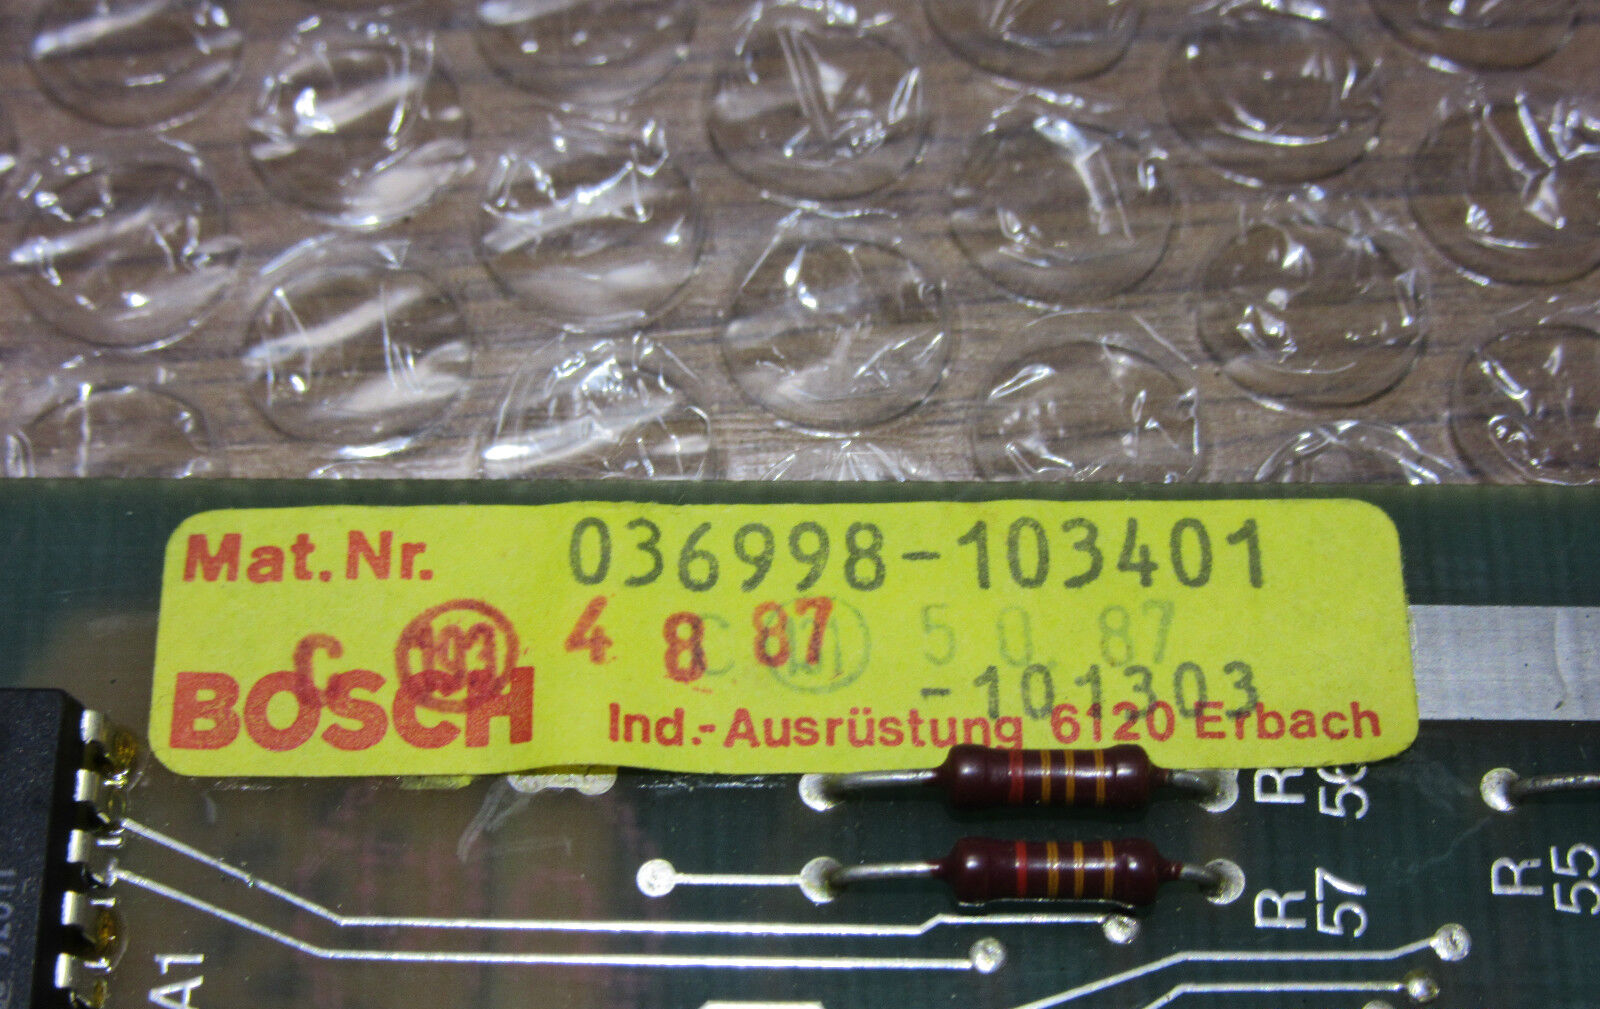 Mat. Nr. 036998-103401
C 103 4 8 87
C 5 0 87
-101303
BOSCH
Ind.-Ausrüstung 6120 Erbach
R
R 57
R 55
A1